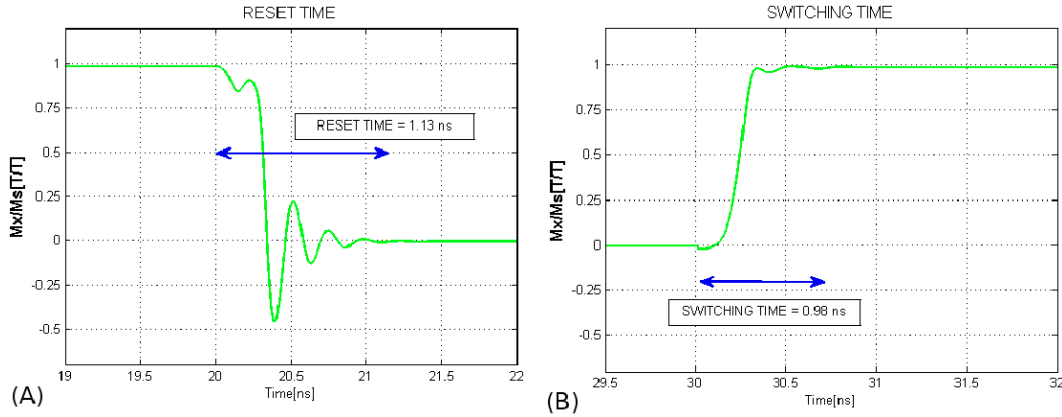 RESET TIME
Mx/Ms[T/T]
1
0.75
0.5
0.25
0
-0.25
-0.5
RESET TIME = 1.13 ns
19
19.5
20
20.5
21
21.5
22
Time[ns]
(A)
SWITCHING TIME
Mx/Ms[T/T]
1
0.75
0.5
0.25
0
-0.25
-0.5
SWITCHING TIME = 0.98 ns
29.5
30
30.5
31
31.5
32
Time[ns]
(B)